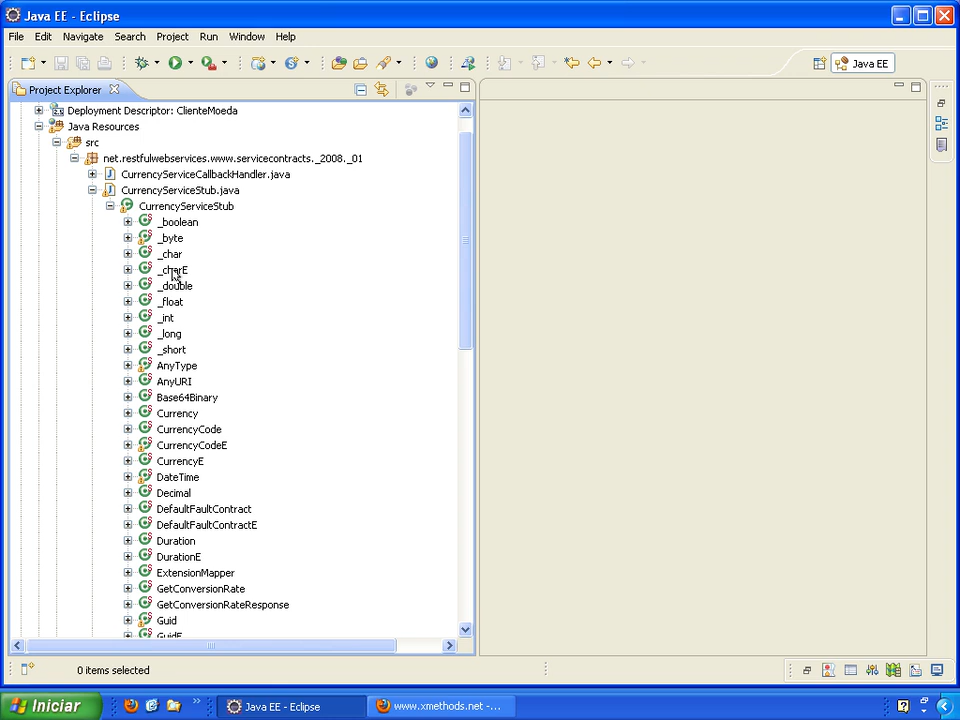 Java EE - Eclipse
File Edit Navigate Search Project Run Window Help
Java EE
Project Explorer
Deployment Descriptor: ClienteMoeda
Java Resources
src
net.restfulwebservices.www.servicecontracts._2008._01
CurrencyServiceCallbackHandler.java
CurrencyServiceStub.java
CurrencyServiceStub
_boolean
_byte
_char
_charE
_double
_float
_int
_long
_short
AnyType
AnyURI
Base64Binary
Currency
CurrencyCode
CurrencyCodeE
CurrencyE
DateTime
Decimal
DefaultFaultContract
DefaultFaultContractE
Duration
DurationE
ExtensionMapper
GetConversionRate
GetConversionRateResponse
Guid
GuidE
0 items selected
Iniciar
Java EE - Eclipse
www.xmethods.net -...